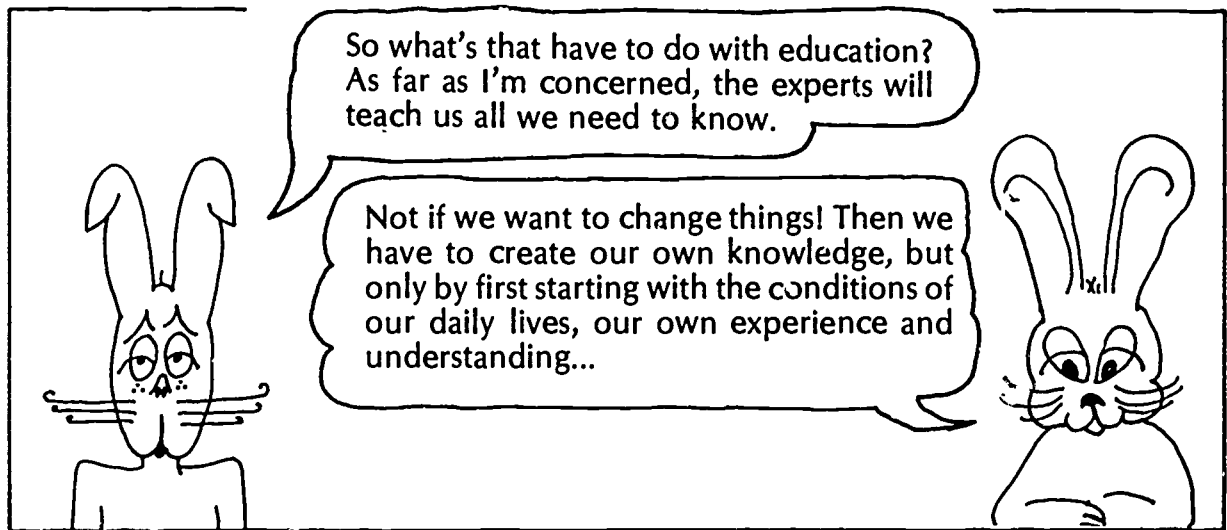 So what's that have to do with education?
As far as I'm concerned, the experts will
teach us all we need to know.
Not if we want to change things! Then we
have to create our own knowledge, but
only by first starting with the conditions of
our daily lives, our own experience and
understanding...